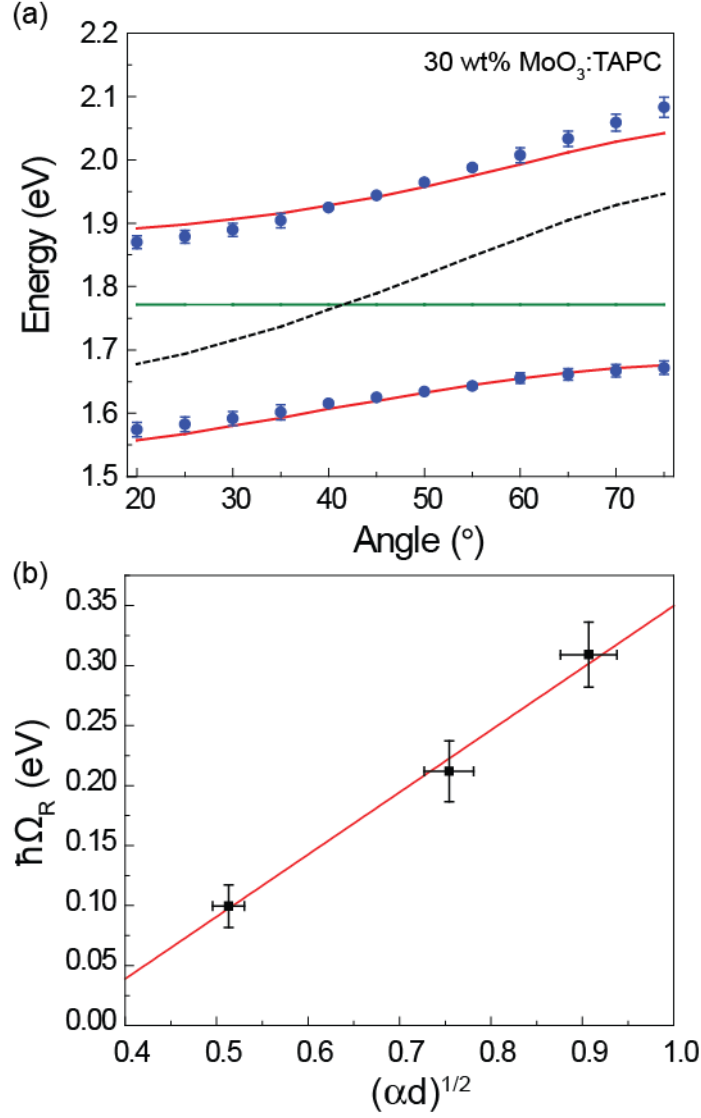 (a)
30 wt% MoO₃:TAPC
2.2
2.1
2.0
1.9
1.8
1.7
1.6
1.5
Energy (eV)
20 30 40 50 60 70
Angle (°)
(b)
0.35
0.30
0.25
0.20
0.15
0.10
0.05
0.00
ħΩ_R (eV)
0.4 0.5 0.6 0.7 0.8 0.9 1.0
(αd)^{1/2}